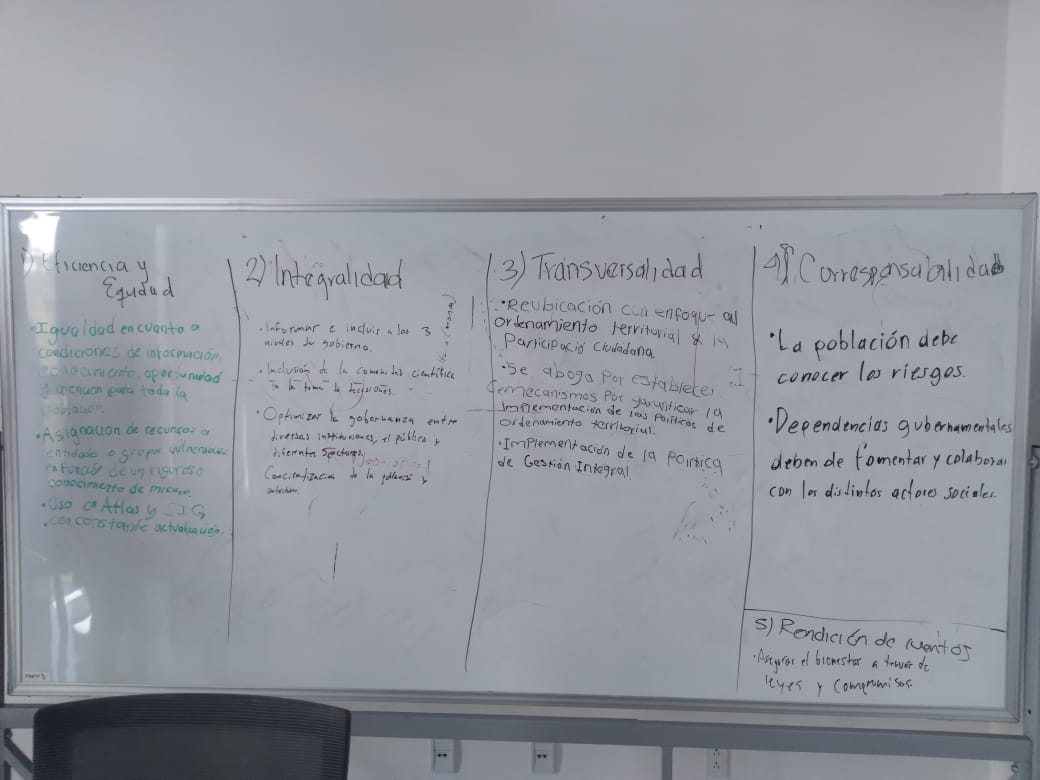 1) Eficiencia y
Equidad
• Igualdad en cuanto a
condiciones de información,
conocimiento, oportunidad
para toda la
población.
• Asignación de recursos a
entidades o grupos vulnerables
en función de un riguroso
conocimiento de mismo.
• Uso de Atlas y SIG
• con constante actualización.
2) Integralidad
• Informar e incluir a los 3
niveles de gobierno.
• Inclusión de la comunidad científica
en la toma de decisiones.
• Optimizar la gobernanza entre
diversas instituciones, el público y
diferentes sectores.
Concientización de la población y
3) Transversalidad
• Reubicación con enfoque al
Ordenamiento territorial & la
Participació Ciudadana
• Se aboga por establecer
mecanismos por garantizar la
implementación de las políticas de
ordenamiento territorial.
• Implementación de la Política
de Gestión Integral
4) Corresponsabilidad
• La población debe
conocer los riesgos.
• Dependencias gubernamentales
deben de fomentar y colaborar
con los distintos actores sociales.
5) Rendición de cuentas
• Asegurar el bienestar a traves de
leyes y compromisos.